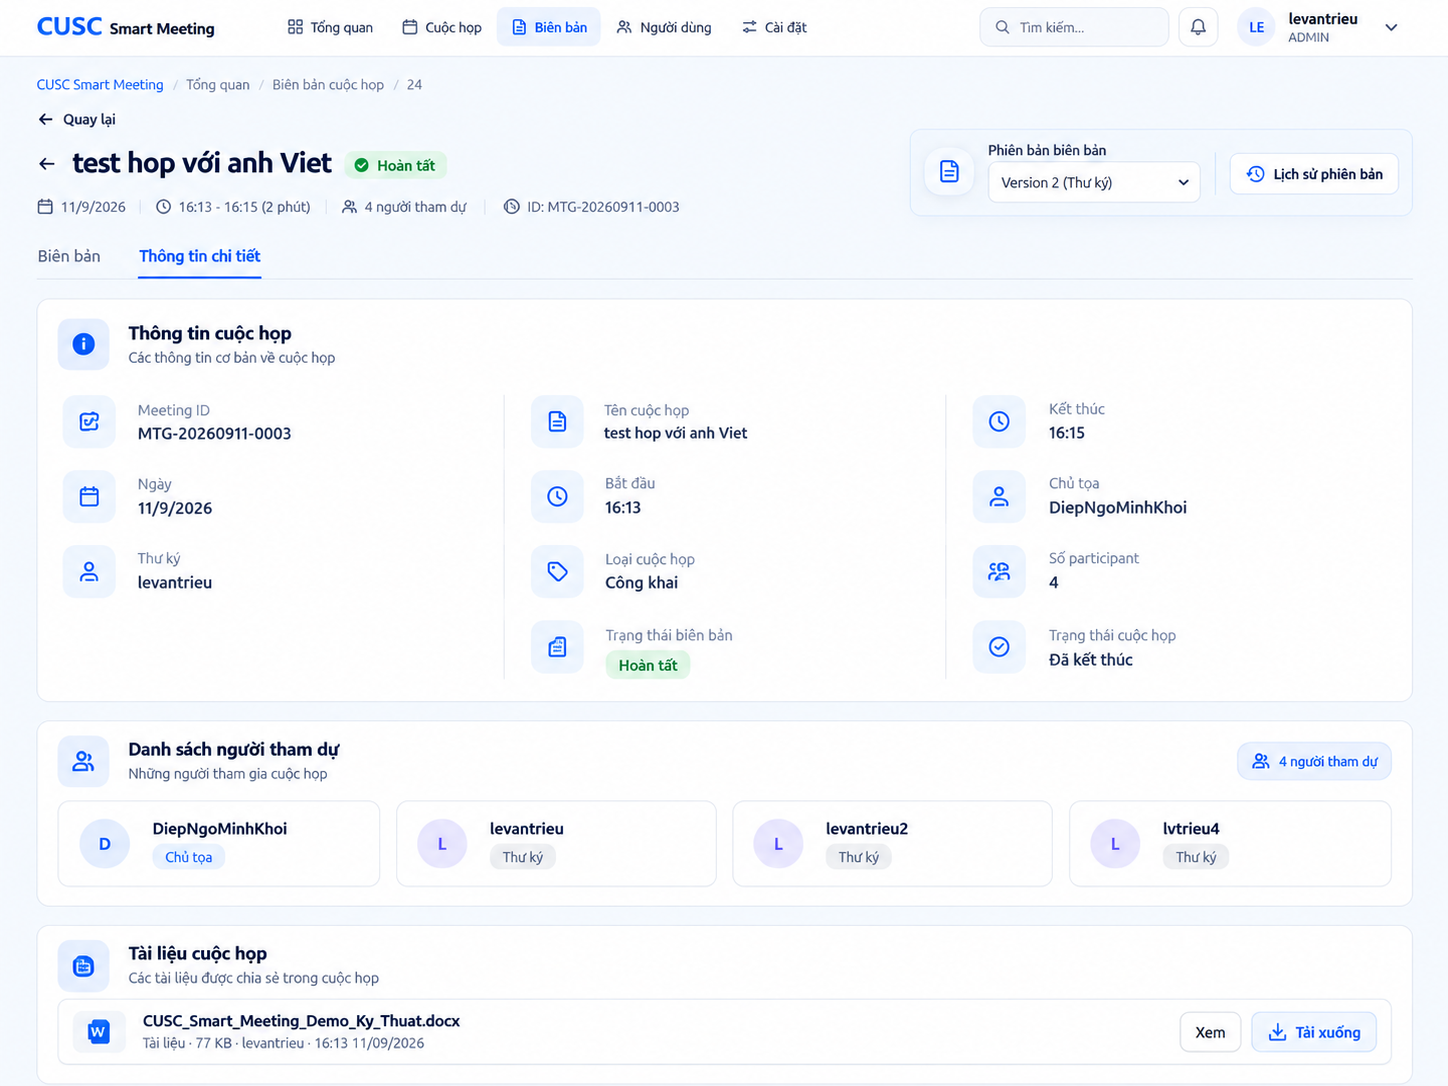 CUSC Smart Meeting
Tổng quan
Cuộc họp
Biên bản
Người dùng
Cài đặt
Tìm kiếm...
LE
levantrieu
ADMIN
CUSC Smart Meeting / Tổng quan / Biên bản cuộc họp / 24
Quay lại
test hop với anh Viet
Hoàn tất
11/9/2026
16:13 - 16:15 (2 phút)
4 người tham dự
ID: MTG-20260911-0003
Phiên bản biên bản
Version 2 (Thư ký)
Lịch sử phiên bản
Biên bản
Thông tin chi tiết
Thông tin cuộc họp
Các thông tin cơ bản về cuộc họp
Meeting ID
MTG-20260911-0003
Ngày
11/9/2026
Thư ký
levantrieu
Tên cuộc họp
test hop với anh Viet
Bắt đầu
16:13
Loại cuộc họp
Công khai
Trạng thái biên bản
Hoàn tất
Kết thúc
16:15
Chủ tọa
DiepNgoMinhKhoi
Số participant
4
Trạng thái cuộc họp
Đã kết thúc
Danh sách người tham dự
Những người tham gia cuộc họp
4 người tham dự
D
DiepNgoMinhKhoi
Chủ tọa
L
levantrieu
Thư ký
L
levantrieu2
Thư ký
L
lvtrieu4
Thư ký
Tài liệu cuộc họp
Các tài liệu được chia sẻ trong cuộc họp
W
CUSC_Smart_Meeting_Demo_Ky_Thuat.docx
Tài liệu · 77 KB · levantrieu · 16:13 11/09/2026
Xem
Tải xuống